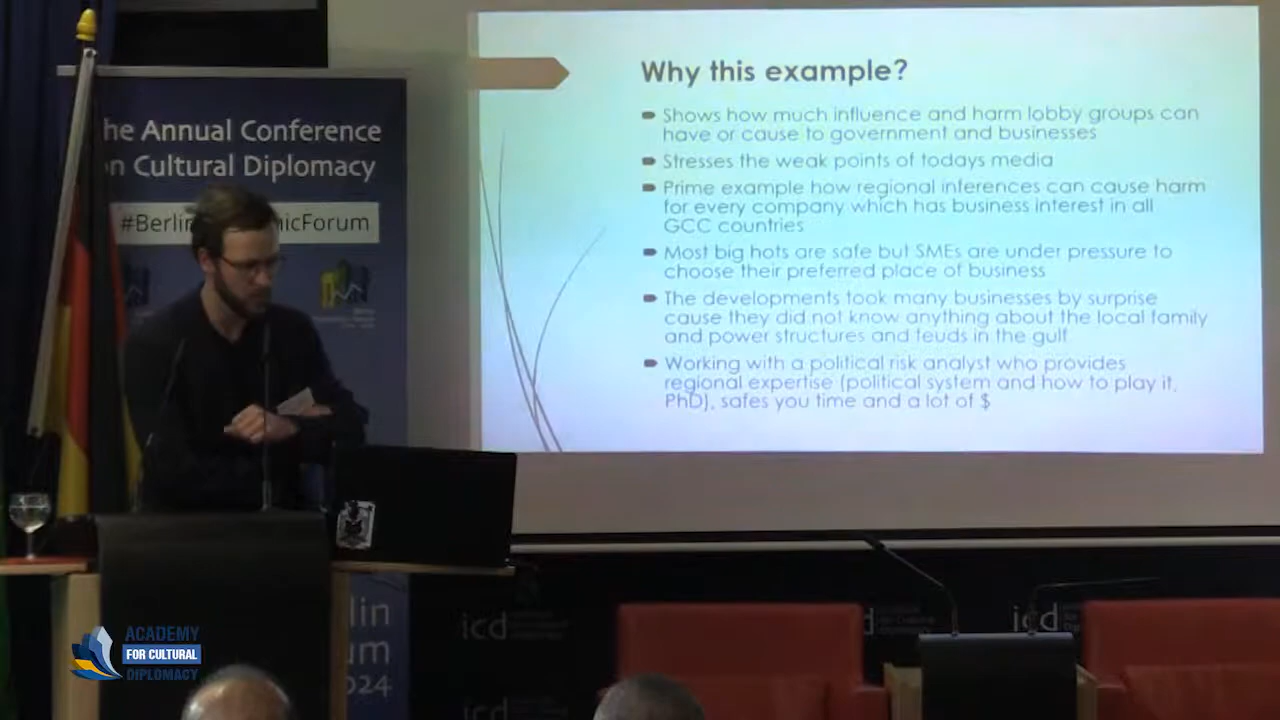 he Annual Conference
n Cultural Diplomacy
#Berlin
nicForum
Why this example?
Shows how much influence and harm lobby groups can
have or cause to government and businesses
Stresses the weak points of todays media
Prime example how regional inferences can cause harm
for every company which has business interest in all
GCC countries
Most big hots are safe but SMEs are under pressure to
choose their preferred place of business
The developments took many businesses by surprise
cause they did not know anything about the local family
and power structures and feuds in the gulf
Working with a political risk analyst who provides
regional expertise (political system and how to play it,
PhD), safes you time and a lot of $
lin
um
024
icd
icd
icd
ACADEMY
FOR CULTURAL
DIPLOMACY